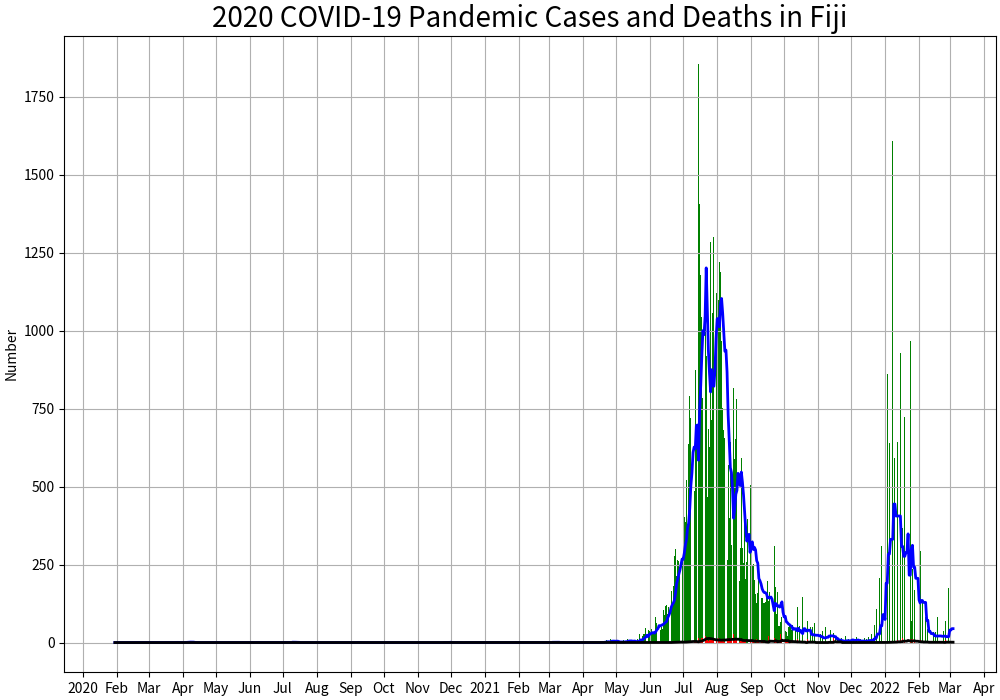 2020 COVID-19 Pandemic Cases and Deaths in Fiji
Number
1750
1500
1250
1000
750
500
250
0
2020 Feb Mar Apr May Jun Jul Aug Sep Oct Nov Dec 2021 Feb Mar Apr May Jun Jul Aug Sep Oct Nov Dec 2022 Feb Mar Apr